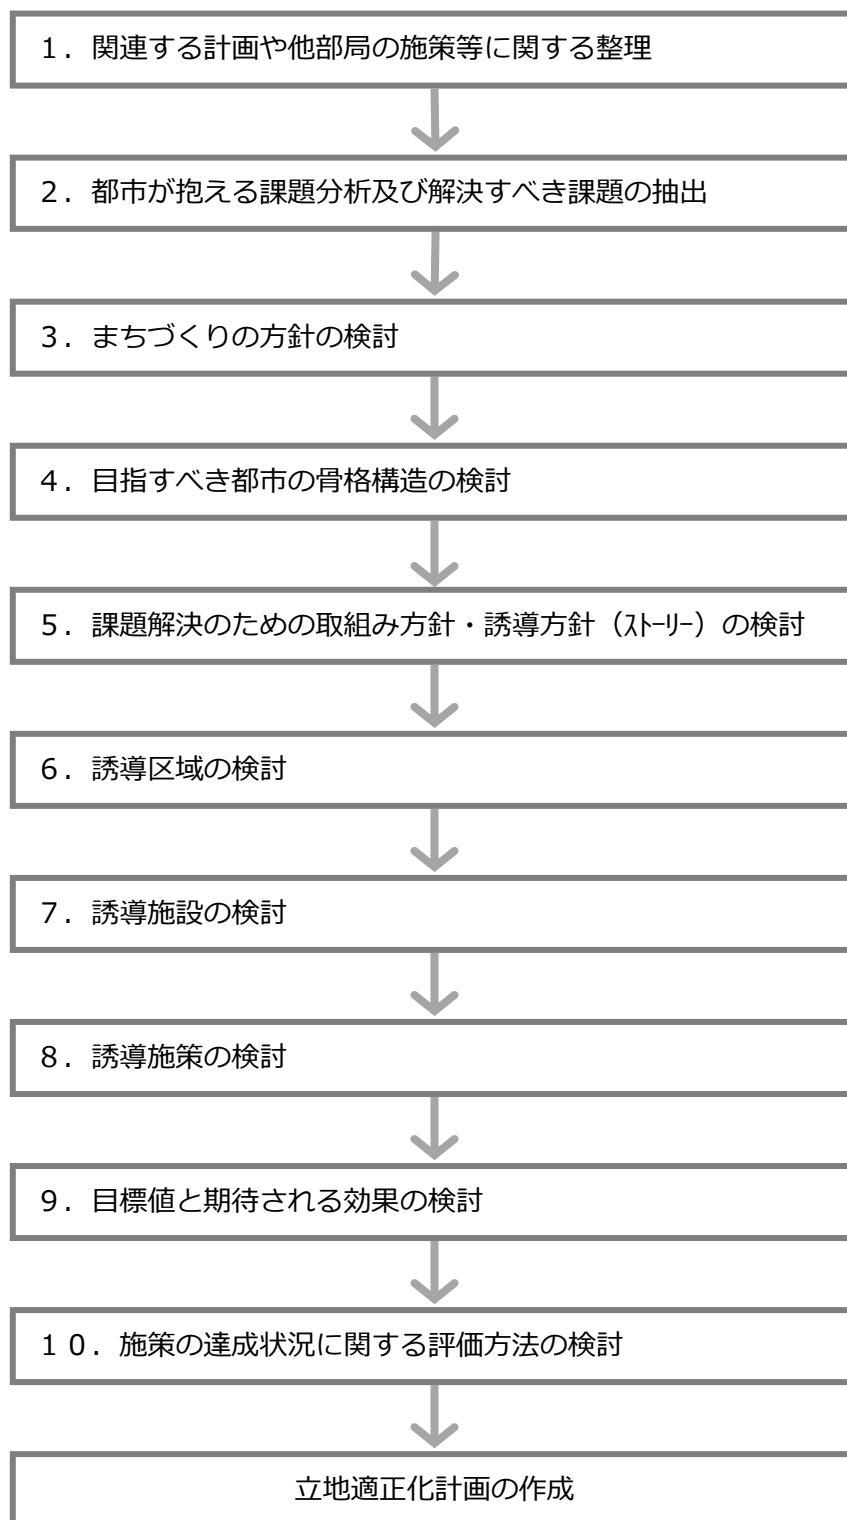 1．関連する計画や他部局の施策等に関する整理
2．都市が抱える課題分析及び解決すべき課題の抽出
3．まちづくりの方針の検討
4．目指すべき都市の骨格構造の検討
5．課題解決のための取組み方針・誘導方針（ｽﾄｰﾘｰ）の検討
6．誘導区域の検討
7．誘導施設の検討
8．誘導施策の検討
9．目標値と期待される効果の検討
10．施策の達成状況に関する評価方法の検討
立地適正化計画の作成